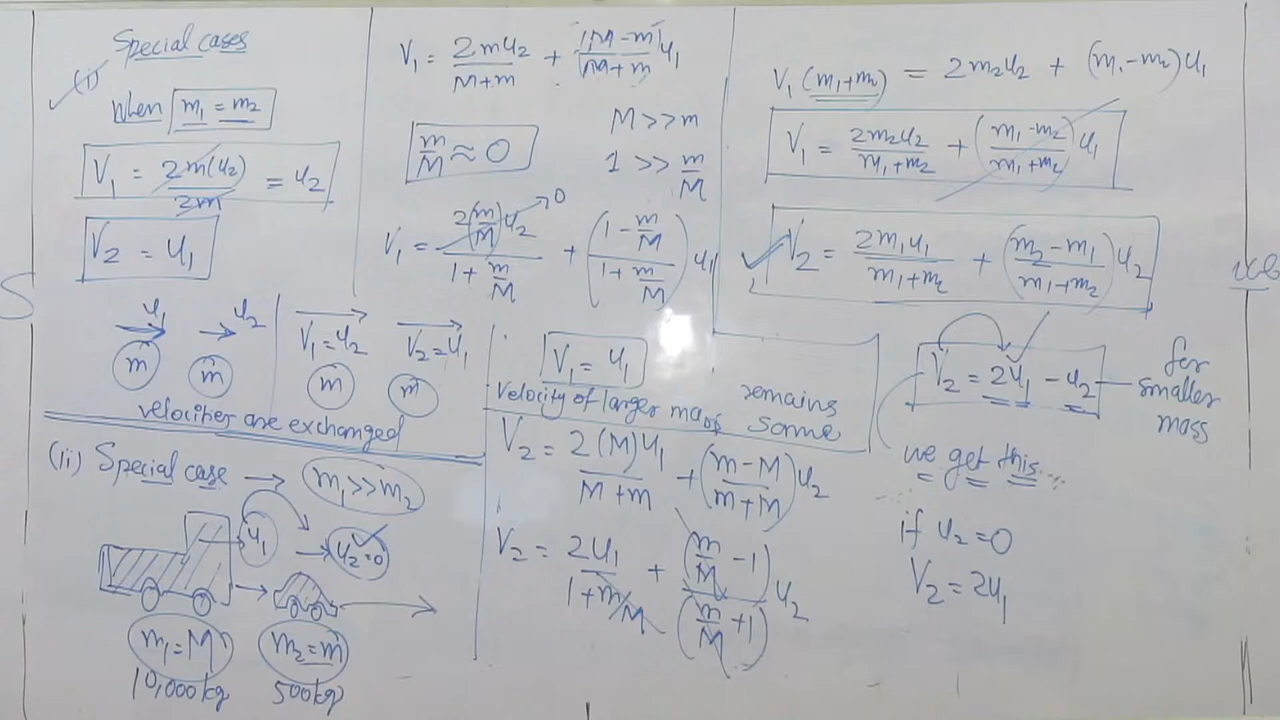 Special cases
(i)
When m₁ = m₂
V₁ = 2m(u₂)/2m = u₂
V₂ = u₁
u₁ u₂ V₁=u₂ V₂=u₁
m m m m
velocities are exchanged
(ii) Special case → m₁>>m₂
u₁ → u₂=0
m₁=M m₂=m
10,000kg 500kg
V₁ = 2mu₂/M+m + (M-m)/(M+m) u₁
M>>m
m/M ≈ 0
1 >> m/M
V₁ = 2(m/M)u₂/1+m/M → 0 + (1-m/M / 1+m/M) u₁
V₁ = u₁
velocity of larger mass remains
same
V₂ = 2(M)u₁/M+m + (m-M/m+M)u₂
V₂ = 2u₁/1+m/M + (m/M -1)/(m/M +1) u₂
V₁(m₁+m₂) = 2m₂u₂ + (m₁-m₂)u₁
V₁ = 2m₂u₂/m₁+m₂ + (m₁-m₂/m₁+m₂)u₁
V₂ = 2m₁u₁/m₁+m₂ + (m₂-m₁/m₁+m₂)u₂
V₂ = 2u₁ - u₂
for
smaller
mass
we get this...
if u₂=0
V₂=2u₁